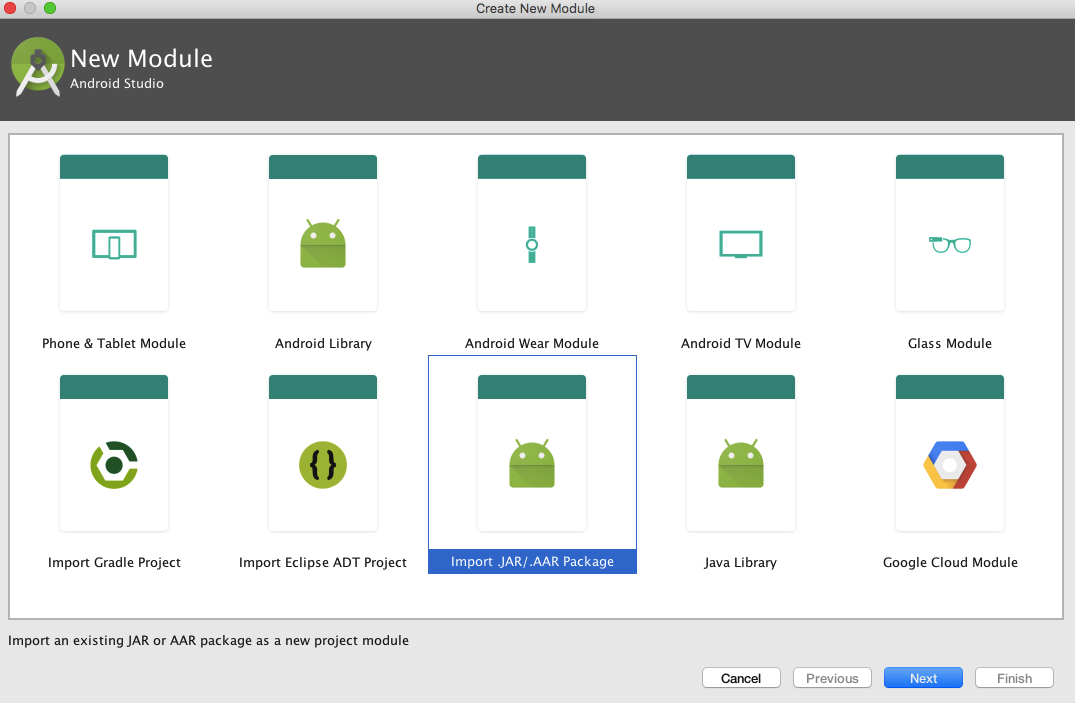 Create New Module
New Module
Android Studio
Phone & Tablet Module
Android Library
Android Wear Module
Android TV Module
Glass Module
{}
Import Gradle Project
Import Eclipse ADT Project
Import .JAR/.AAR Package
Java Library
Google Cloud Module
Import an existing JAR or AAR package as a new project module
Cancel
Previous
Next
Finish